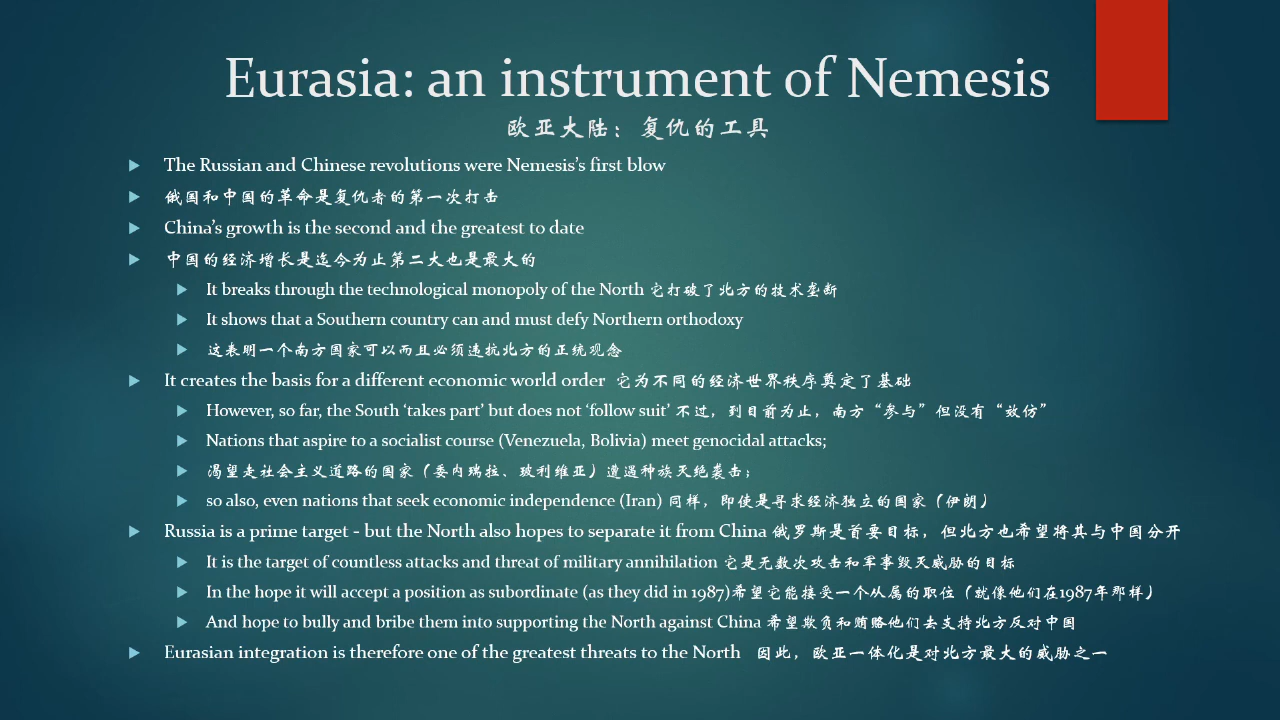 Eurasia: an instrument of Nemesis
欧亚大陆：复仇的工具
The Russian and Chinese revolutions were Nemesis's first blow
俄国和中国的革命是复仇者的第一次打击
China's growth is the second and the greatest to date
中国的经济增长是迄今为止第二大也是最大的
It breaks through the technological monopoly of the North 它打破了北方的技术垄断
It shows that a Southern country can and must defy Northern orthodoxy
这表明一个南方国家可以而且必须违抗北方的正统观念
It creates the basis for a different economic world order 它为不同的经济世界秩序奠定了基础
However, so far, the South 'takes part' but does not 'follow suit' 不过，到目前为止，南方“参与”但没有“效仿”
Nations that aspire to a socialist course (Venezuela, Bolivia) meet genocidal attacks;
渴望走社会主义道路的国家（委内瑞拉、玻利维亚）遭遇种族灭绝袭击；
so also, even nations that seek economic independence (Iran) 同样，即使是寻求经济独立的国家（伊朗）
Russia is a prime target - but the North also hopes to separate it from China 俄罗斯是首要目标，但北方也希望将其与中国分开
It is the target of countless attacks and threat of military annihilation 它是无数次攻击和军事毁灭威胁的目标
In the hope it will accept a position as subordinate (as they did in 1987)希望它能接受一个从属的职位（就像他们在1987年那样）
And hope to bully and bribe them into supporting the North against China 希望欺负和贿赂他们去支持北方反对中国
Eurasian integration is therefore one of the greatest threats to the North 因此，欧亚一体化是对北方最大的威胁之一